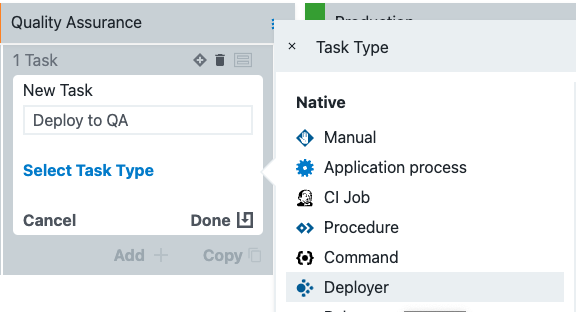 Quality Assurance
Production
1 Task
New Task
Deploy to QA
Select Task Type
Cancel
Done
Add
Copy
Task Type
Native
Manual
Application process
CI Job
Procedure
Command
Deployer